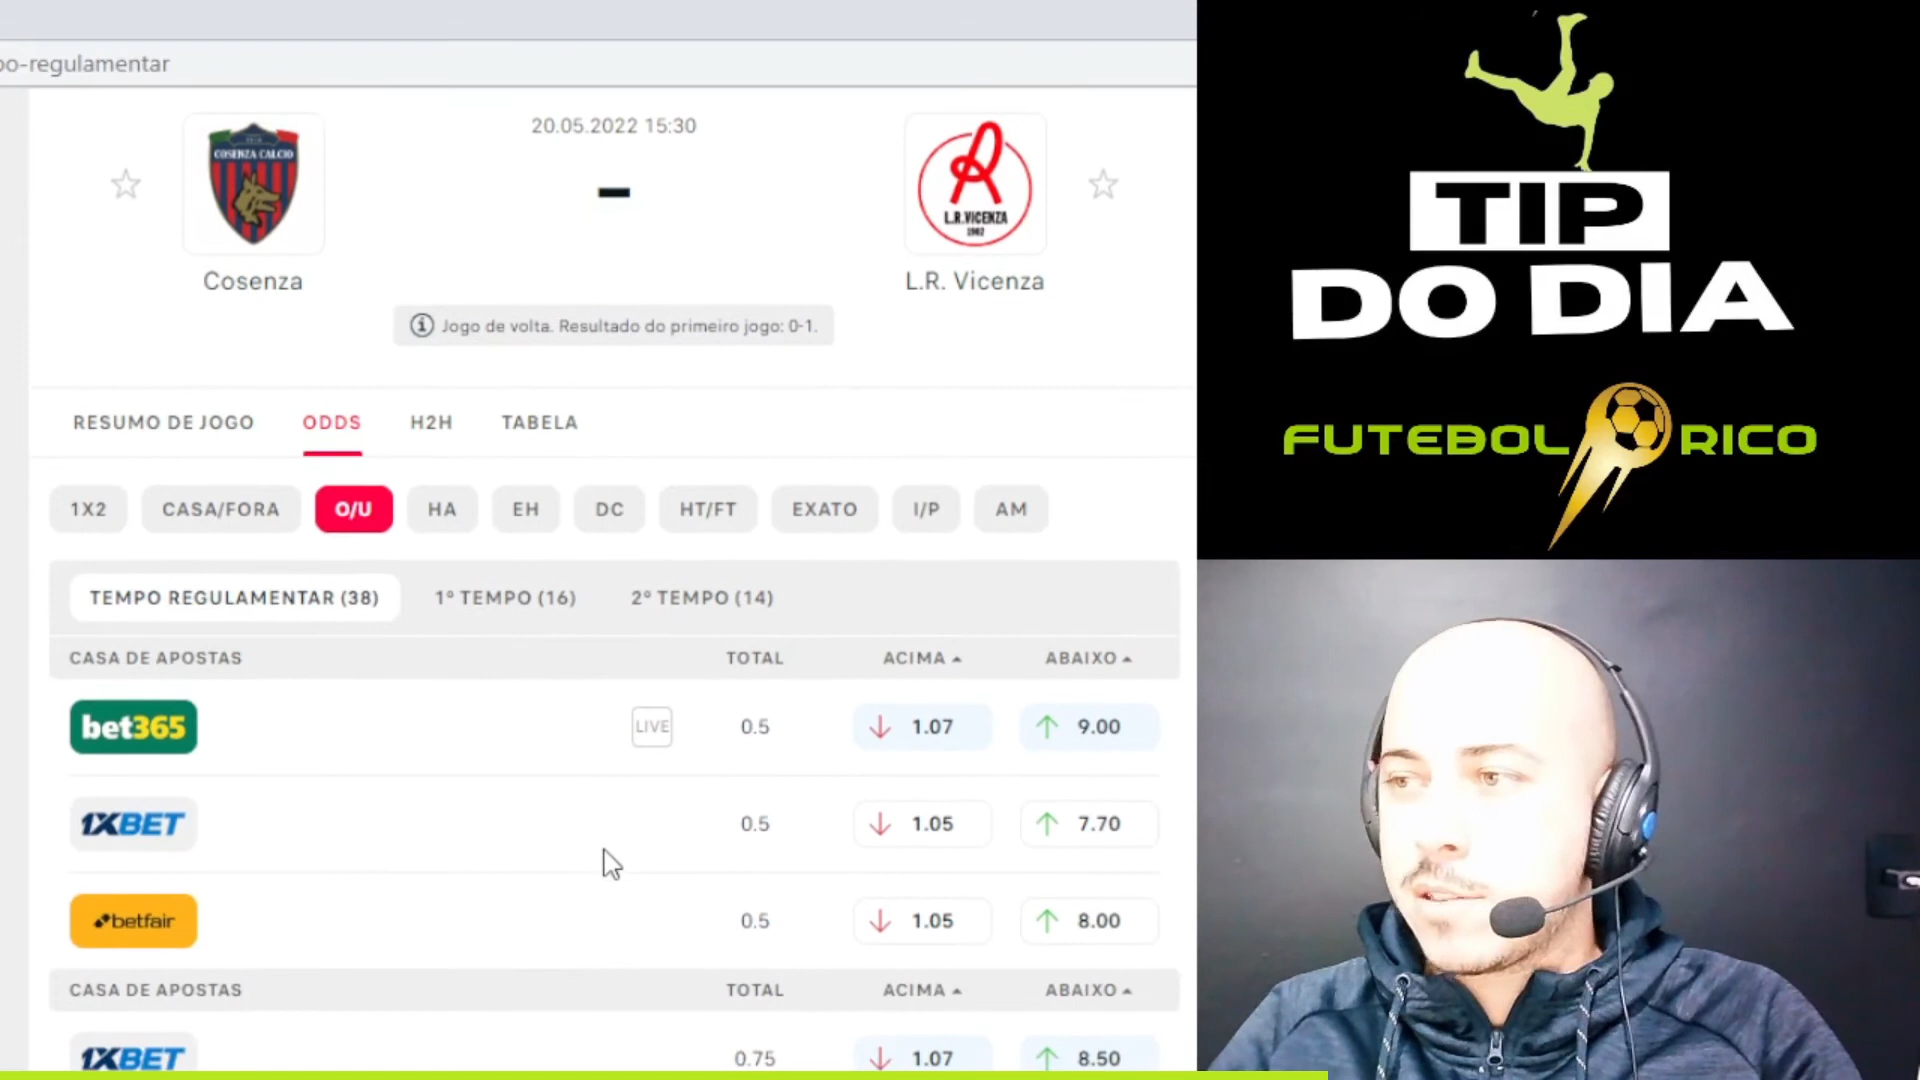 po-regulamentar
20.05.2022 15:30
COSENZA CALCIO
L.R.VICENZA
1902
Cosenza
L.R. Vicenza
Jogo de volta. Resultado do primeiro jogo: 0-1.
RESUMO DE JOGO ODDS H2H TABELA
1X2 CASA/FORA O/U HA EH DC HT/FT EXATO I/P AM
TEMPO REGULAMENTAR (38) 1º TEMPO (16) 2º TEMPO (14)
CASA DE APOSTAS TOTAL ACIMA ABAIXO
bet365 LIVE 0.5 1.07 9.00
1XBET 0.5 1.05 7.70
betfair 0.5 1.05 8.00
CASA DE APOSTAS TOTAL ACIMA ABAIXO
1XBET 0.75 1.07 8.50
TIP
DO DIA
FUTEBOL RICO